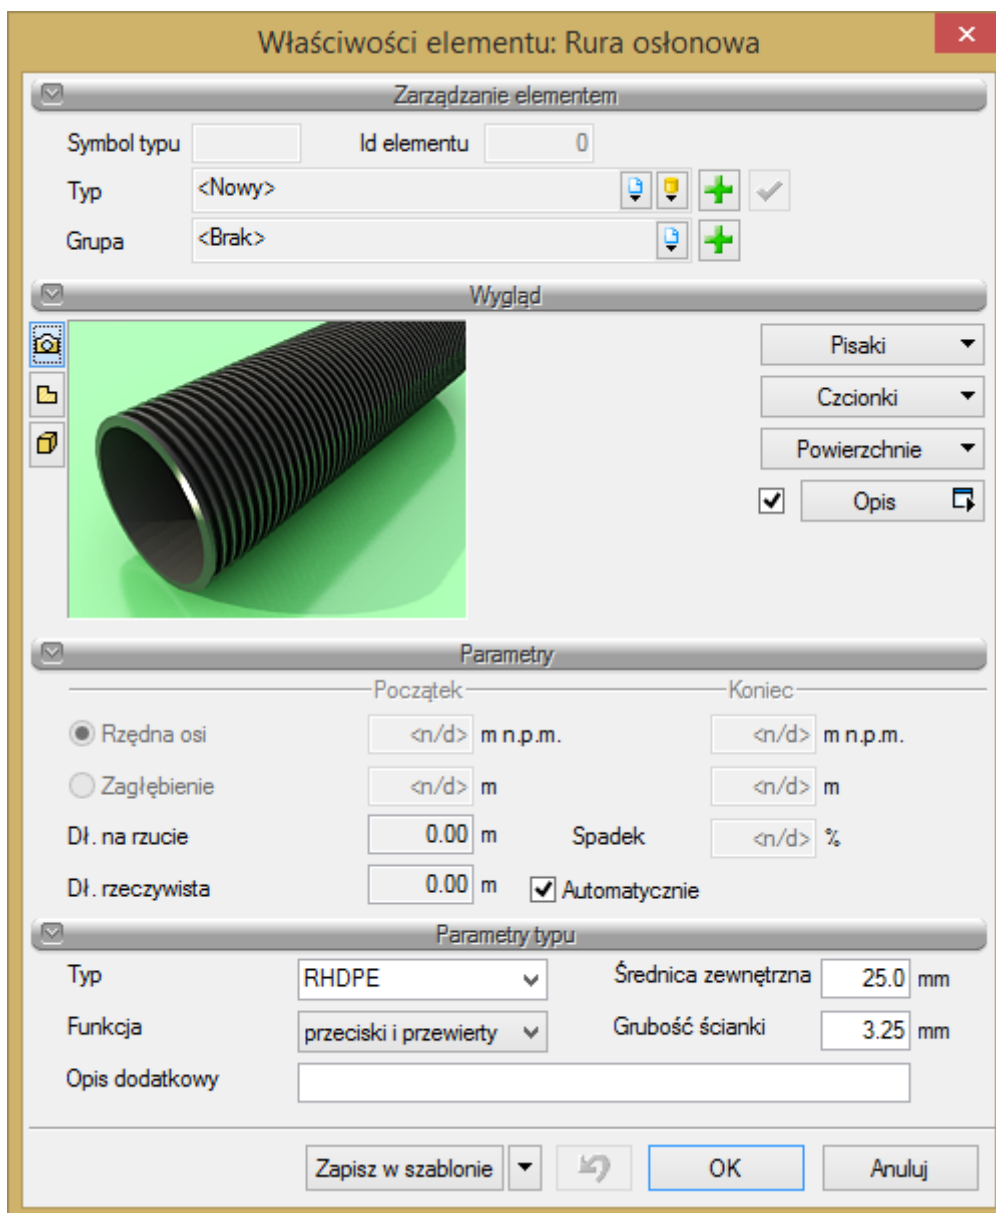 Właściwości elementu: Rura osłonowa
Zarządzanie elementem
Symbol typu Id elementu 0
Typ <Nowy>
Grupa <Brak>
Wygląd
Pisaki
Czcionki
Powierzchnie
Opis
Parametry
Początek Koniec
Rzędna osi <n/d> m n.p.m. <n/d> m n.p.m.
Zagłębienie <n/d> m <n/d> m
Dł. na rzucie 0.00 m Spadek <n/d> %
Dł. rzeczywista 0.00 m Automatycznie
Parametry typu
Typ RHDPE Średnica zewnętrzna 25.0 mm
Funkcja przeciski i przewierty Grubość ścianki 3.25 mm
Opis dodatkowy
Zapisz w szablonie OK Anuluj